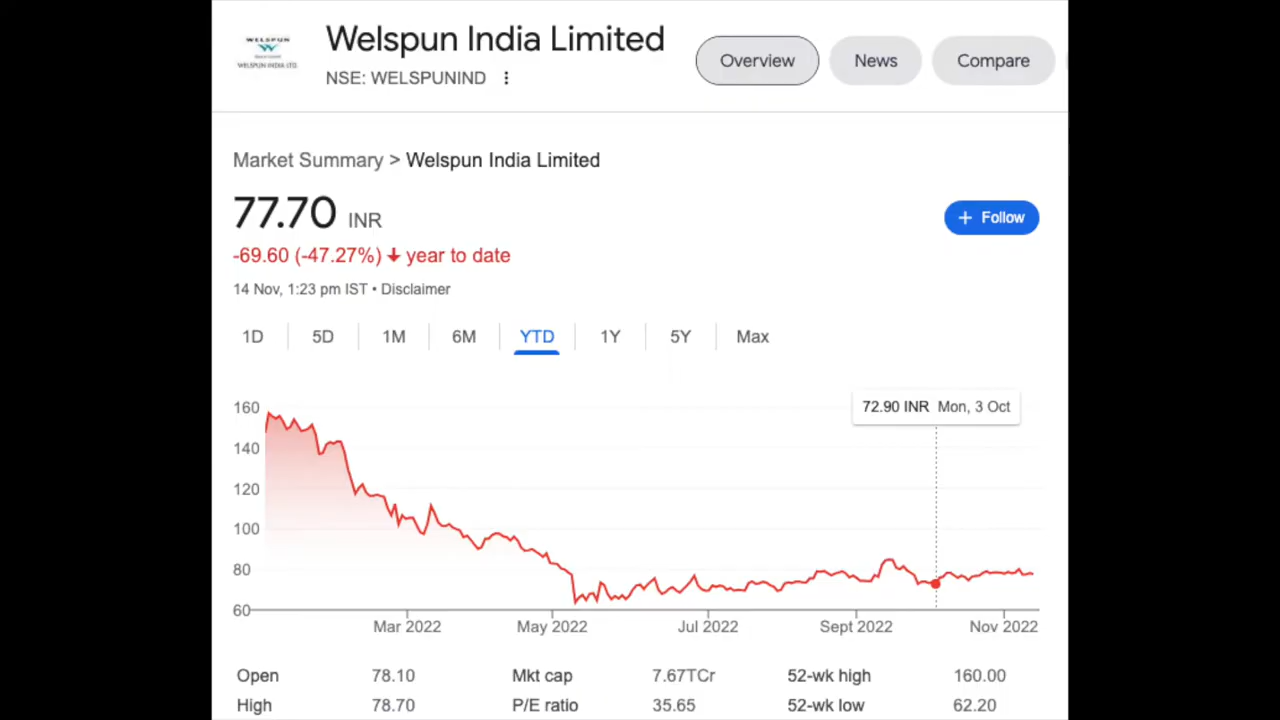 WELSPUN
WELSPUN INDIA LTD.
Welspun India Limited
NSE: WELSPUNIND
Overview
News
Compare
Market Summary > Welspun India Limited
77.70 INR
+ Follow
-69.60 (-47.27%) ↓ year to date
14 Nov, 1:23 pm IST • Disclaimer
1D 5D 1M 6M YTD 1Y 5Y Max
72.90 INR Mon, 3 Oct
160
140
120
100
80
60
Mar 2022 May 2022 Jul 2022 Sept 2022 Nov 2022
Open 78.10 Mkt cap 7.67TCr 52-wk high 160.00
High 78.70 P/E ratio 35.65 52-wk low 62.20